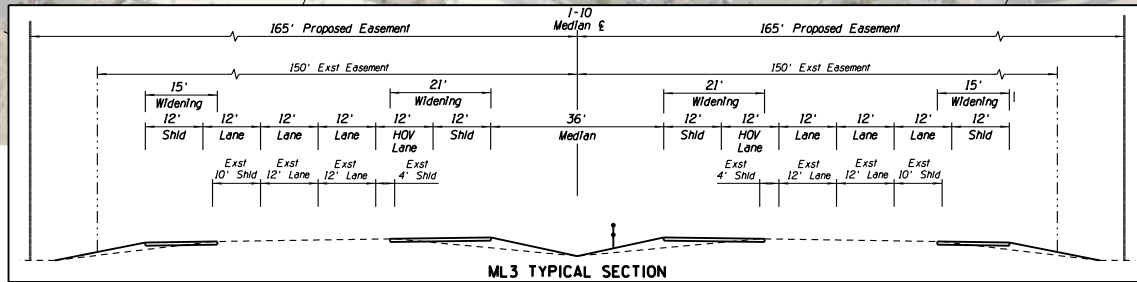 I-10
Median ℄
165' Proposed Easement 165' Proposed Easement
150' Exst Easement 150' Exst Easement
15' 21' 21' 15'
Widening Widening Widening Widening
12' 12' 12' 12' 12' 12' 36' 12' 12' 12' 12' 12' 12'
Shld Lane Lane Lane HOV Lane Shld Median Shld HOV Lane Lane Lane Lane Shld
Exst 10' Shld Exst 12' Lane Exst 12' Lane Exst 4' Shld Exst 4' Shld Exst 12' Lane Exst 12' Lane Exst 10' Shld
ML3 TYPICAL SECTION